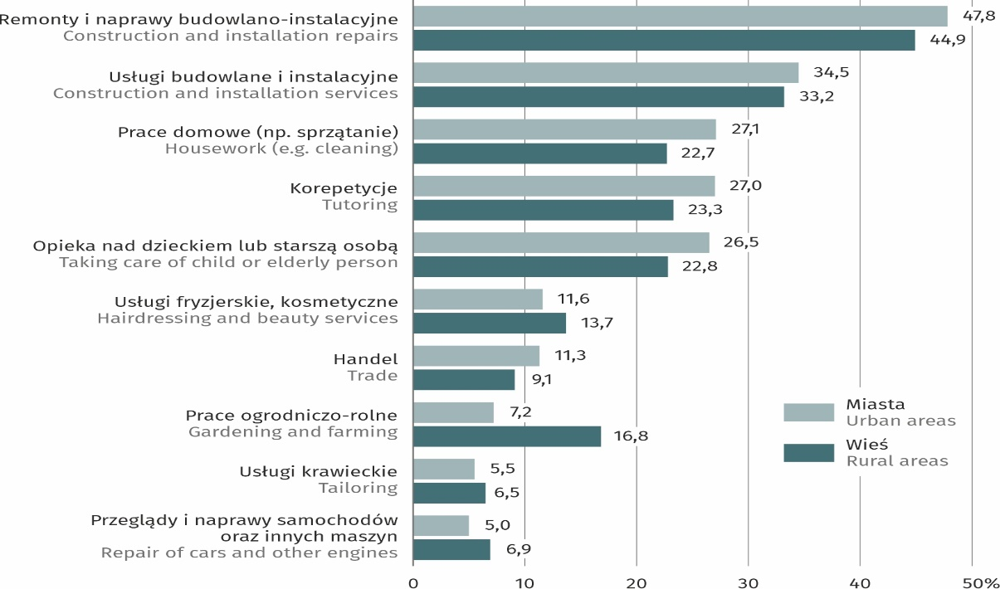 Remonty i naprawy budowlano-instalacyjne
Construction and installation repairs
47,8
44,9
Usługi budowlane i instalacyjne
Construction and installation services
34,5
33,2
Prace domowe (np. sprzątanie)
Housework (e.g. cleaning)
27,1
22,7
Korepetycje
Tutoring
27,0
23,3
Opieka nad dzieckiem lub starszą osobą
Taking care of child or elderly person
26,5
22,8
Usługi fryzjerskie, kosmetyczne
Hairdressing and beauty services
11,6
13,7
Handel
Trade
11,3
9,1
Prace ogrodniczo-rolne
Gardening and farming
7,2
16,8
Usługi krawieckie
Tailoring
5,5
6,5
Przeglądy i naprawy samochodów
oraz innych maszyn
Repair of cars and other engines
5,0
6,9
Miasta
Urban areas
Wieś
Rural areas
0 10 20 30 40 50%